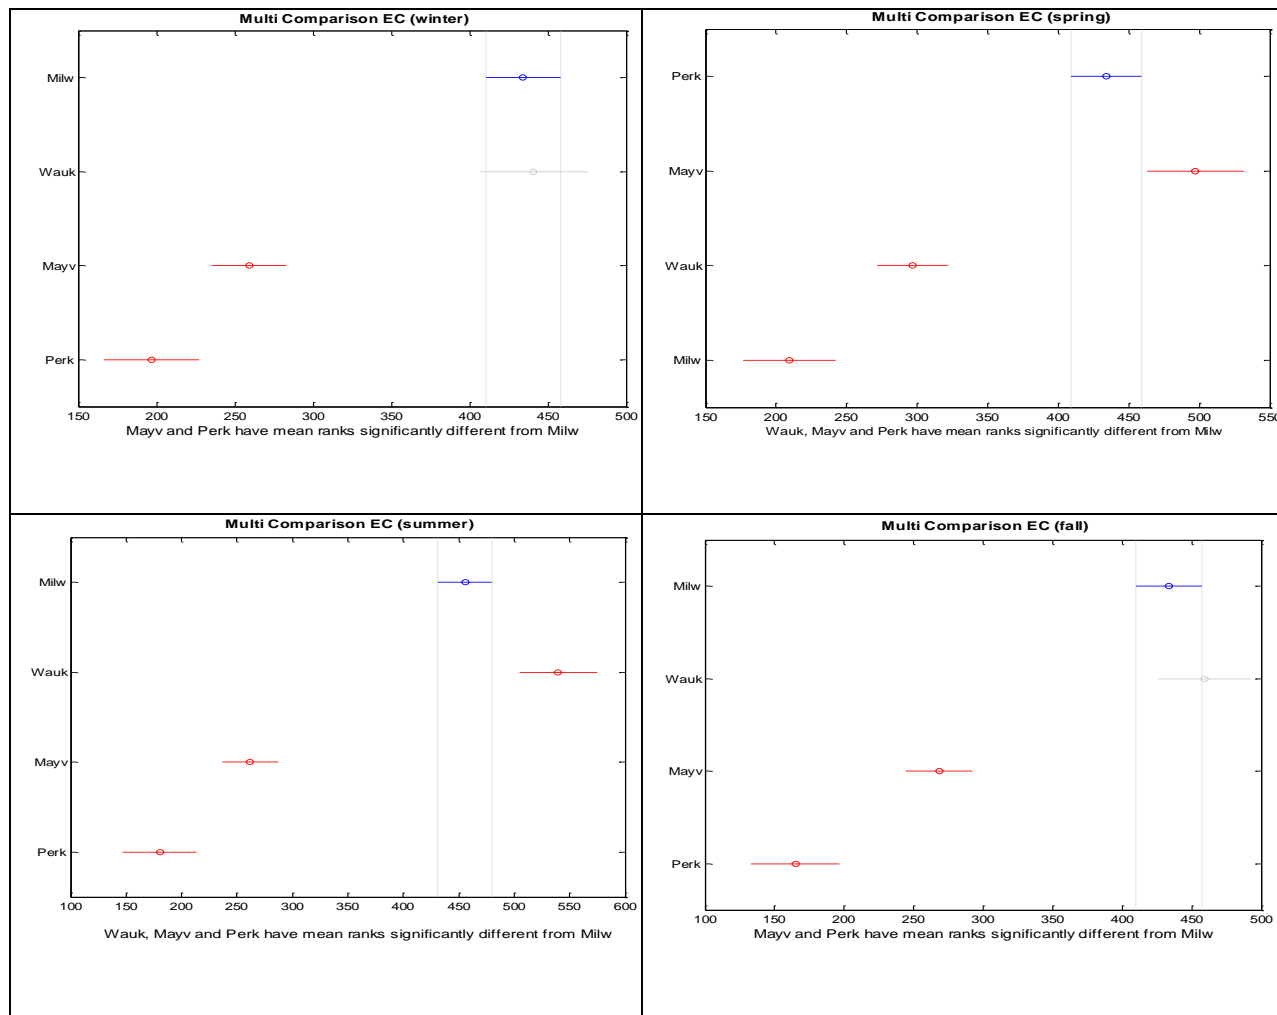 Multi Comparison EC (winter)
Milw
Wauk
Mayv
Perk
150 200 250 300 350 400 450 500
Mayv and Perk have mean ranks significantly different from Milw
Multi Comparison EC (spring)
Perk
Mayv
Wauk
Milw
150 200 250 300 350 400 450 500 550
Wauk, Mayv and Perk have mean ranks significantly different from Milw
Multi Comparison EC (summer)
Milw
Wauk
Mayv
Perk
100 150 200 250 300 350 400 450 500 550 600
Wauk, Mayv and Perk have mean ranks significantly different from Milw
Multi Comparison EC (fall)
Milw
Wauk
Mayv
Perk
100 150 200 250 300 350 400 450 500
Mayv and Perk have mean ranks significantly different from Milw